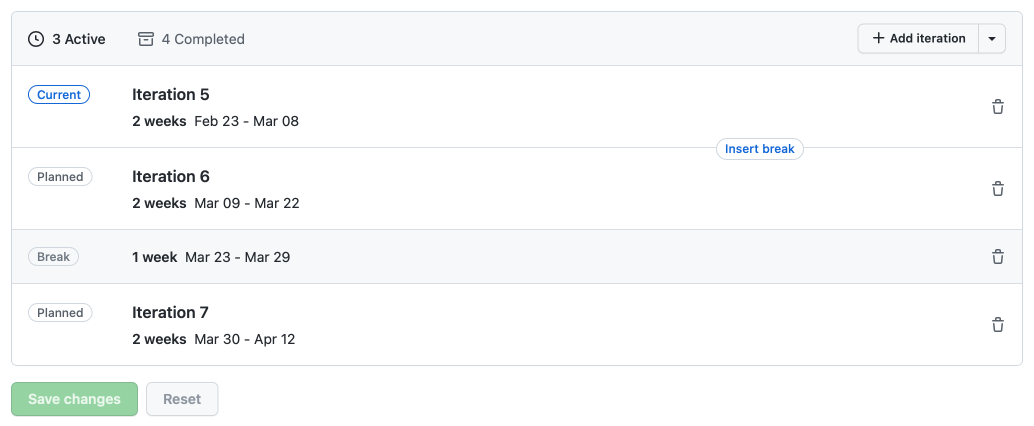 3 Active 4 Completed Add iteration
Current Iteration 5
2 weeks Feb 23 - Mar 08
Insert break
Planned Iteration 6
2 weeks Mar 09 - Mar 22
Break 1 week Mar 23 - Mar 29
Planned Iteration 7
2 weeks Mar 30 - Apr 12
Save changes Reset